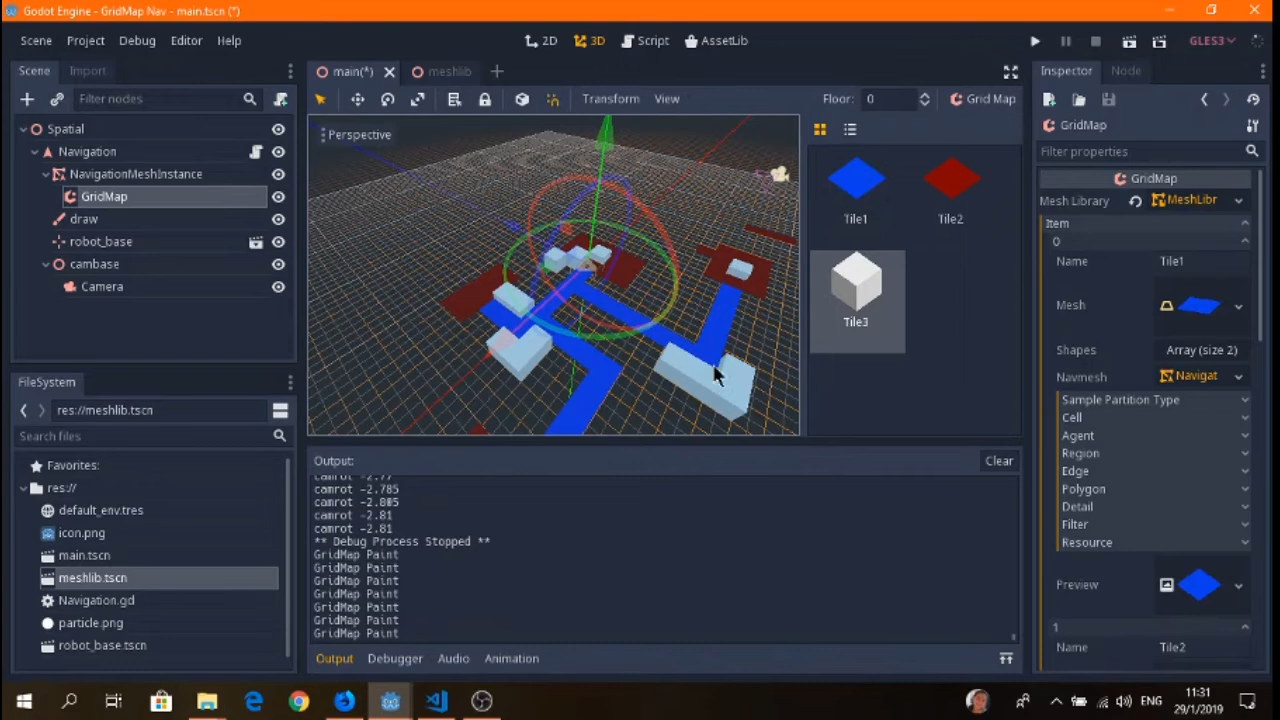 Godot Engine - GridMap Nav - main.tscn (*)
Scene Project Debug Editor Help
2D 3D Script AssetLib
GLES3
Scene Import
main(*) meshlib
Inspector Node
Filter nodes
Transform View
Floor: 0
Grid Map
GridMap
Spatial
Navigation
NavigationMeshInstance
GridMap
draw
robot_base
cambase
Camera
Perspective
Tile1
Tile2
Tile3
Filter properties
GridMap
Mesh Library MeshLibr
Item
0
Name Tile1
Mesh
Shapes Array (size 2)
Navmesh Navigat
Sample Partition Type
Cell
Agent
Region
Edge
Polygon
Detail
Filter
Resource
Preview
1
Name Tile2
FileSystem
res://meshlib.tscn
Search files
Favorites:
res://
default_env.tres
icon.png
main.tscn
meshlib.tscn
Navigation.gd
particle.png
robot_base.tscn
Output:
Clear
camrot -2.77
camrot -2.785
camrot -2.805
camrot -2.81
camrot -2.81
** Debug Process Stopped **
GridMap Paint
GridMap Paint
GridMap Paint
GridMap Paint
GridMap Paint
GridMap Paint
GridMap Paint
Output Debugger Audio Animation
ENG
11:31
29/1/2019